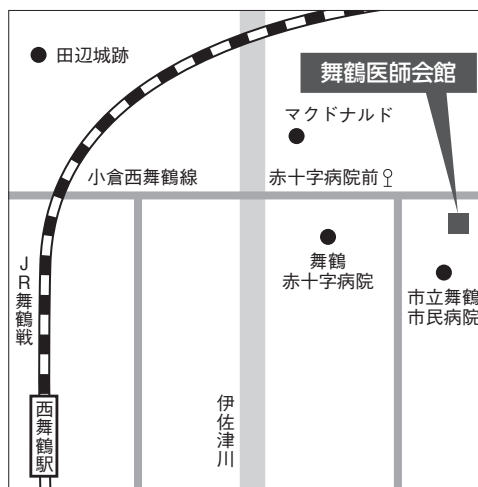 田辺城跡
舞鶴医師会館
マクドナルド
小倉西舞鶴線
赤十字病院前
舞鶴
赤十字病院
市立舞鶴
市民病院
JR舞鶴戦
西舞鶴駅
伊佐津川